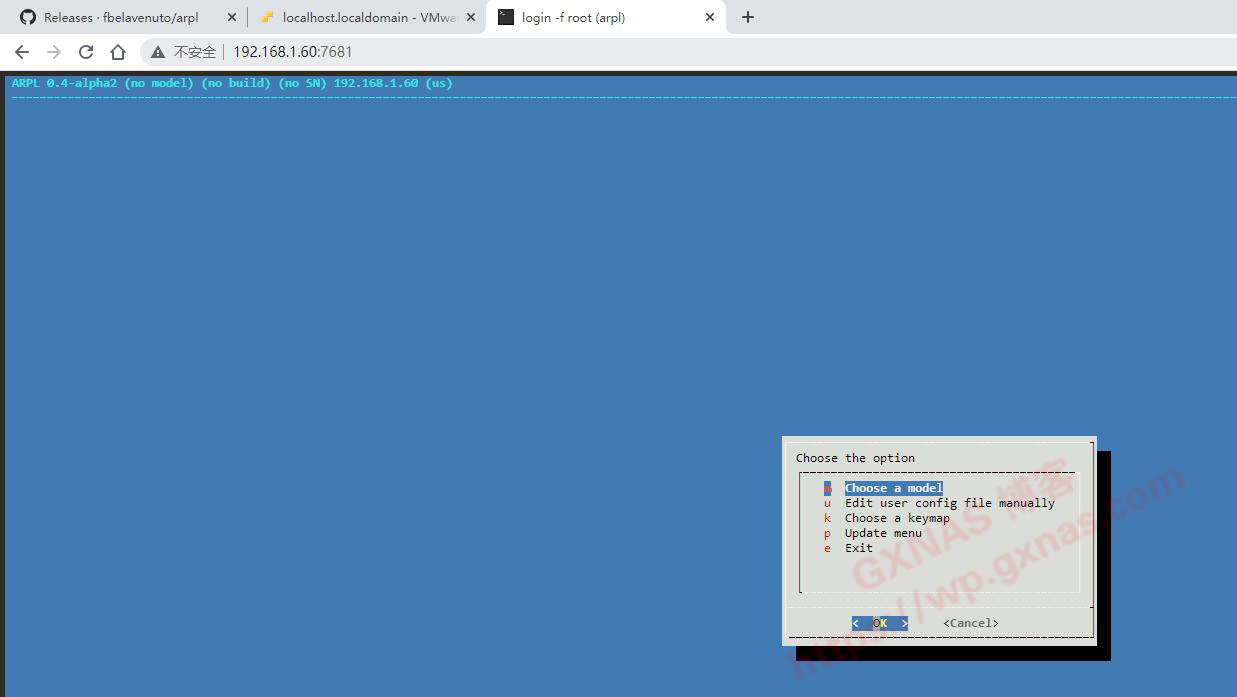 Releases · fbelavenuto/arpl
localhost.localdomain - VMwa
login -f root (arpl)
不安全 192.168.1.60:7681
ARPL 0.4-alpha2 (no model) (no build) (no SN) 192.168.1.60 (us)
Choose the option
m Choose a model
u Edit user config file manually
k Choose a keymap
p Update menu
e Exit
< OK > <Cancel>
GXNAS 博客
https://wp.gxnas.com